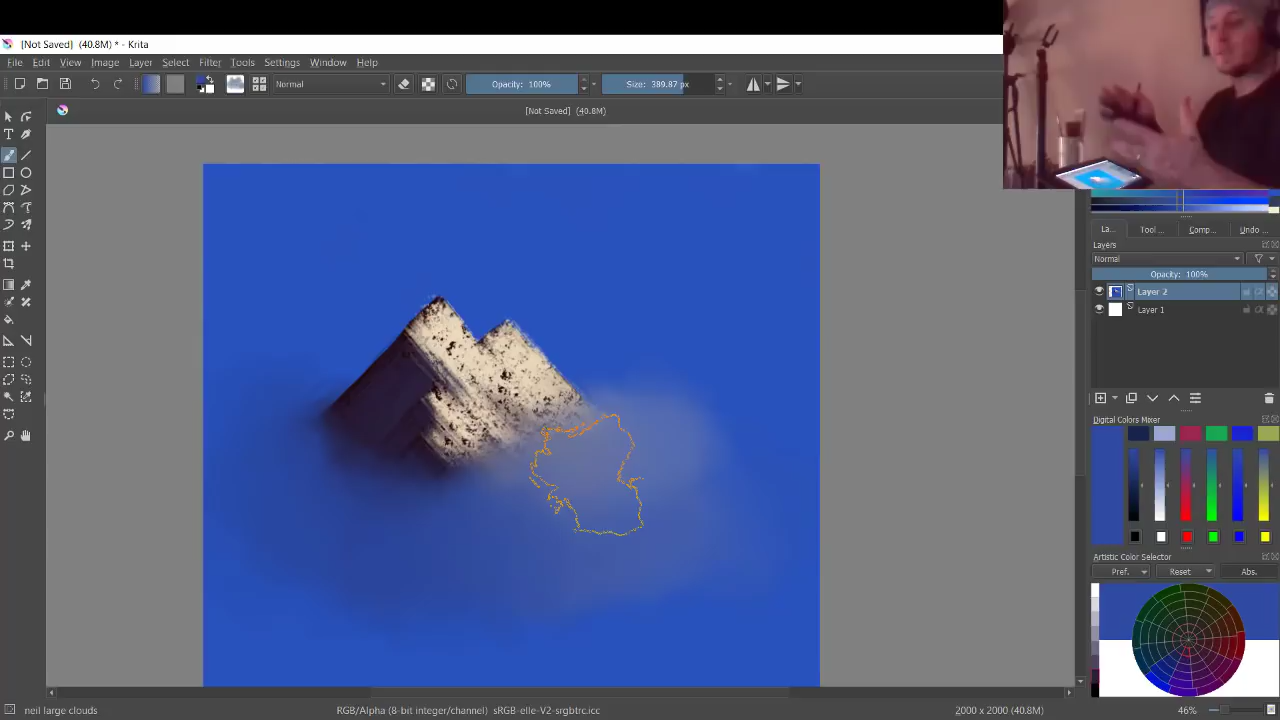 [Not Saved] (40.8M) * - Krita
File Edit View Image Layer Select Filter Tools Settings Window Help
Normal Opacity: 100% Size: 389.87 px
[Not Saved] (40.8M)
La... Tool ... Comp... Undo ...
Layers
Normal
Opacity: 100%
Layer 2
Layer 1
Digital Colors Mixer
Artistic Color Selector
Pref. Reset Abs.
neil large clouds RGB/Alpha (8-bit integer/channel) sRGB-elle-V2-srgbtrc.icc 2000 x 2000 (40.8M) 46%